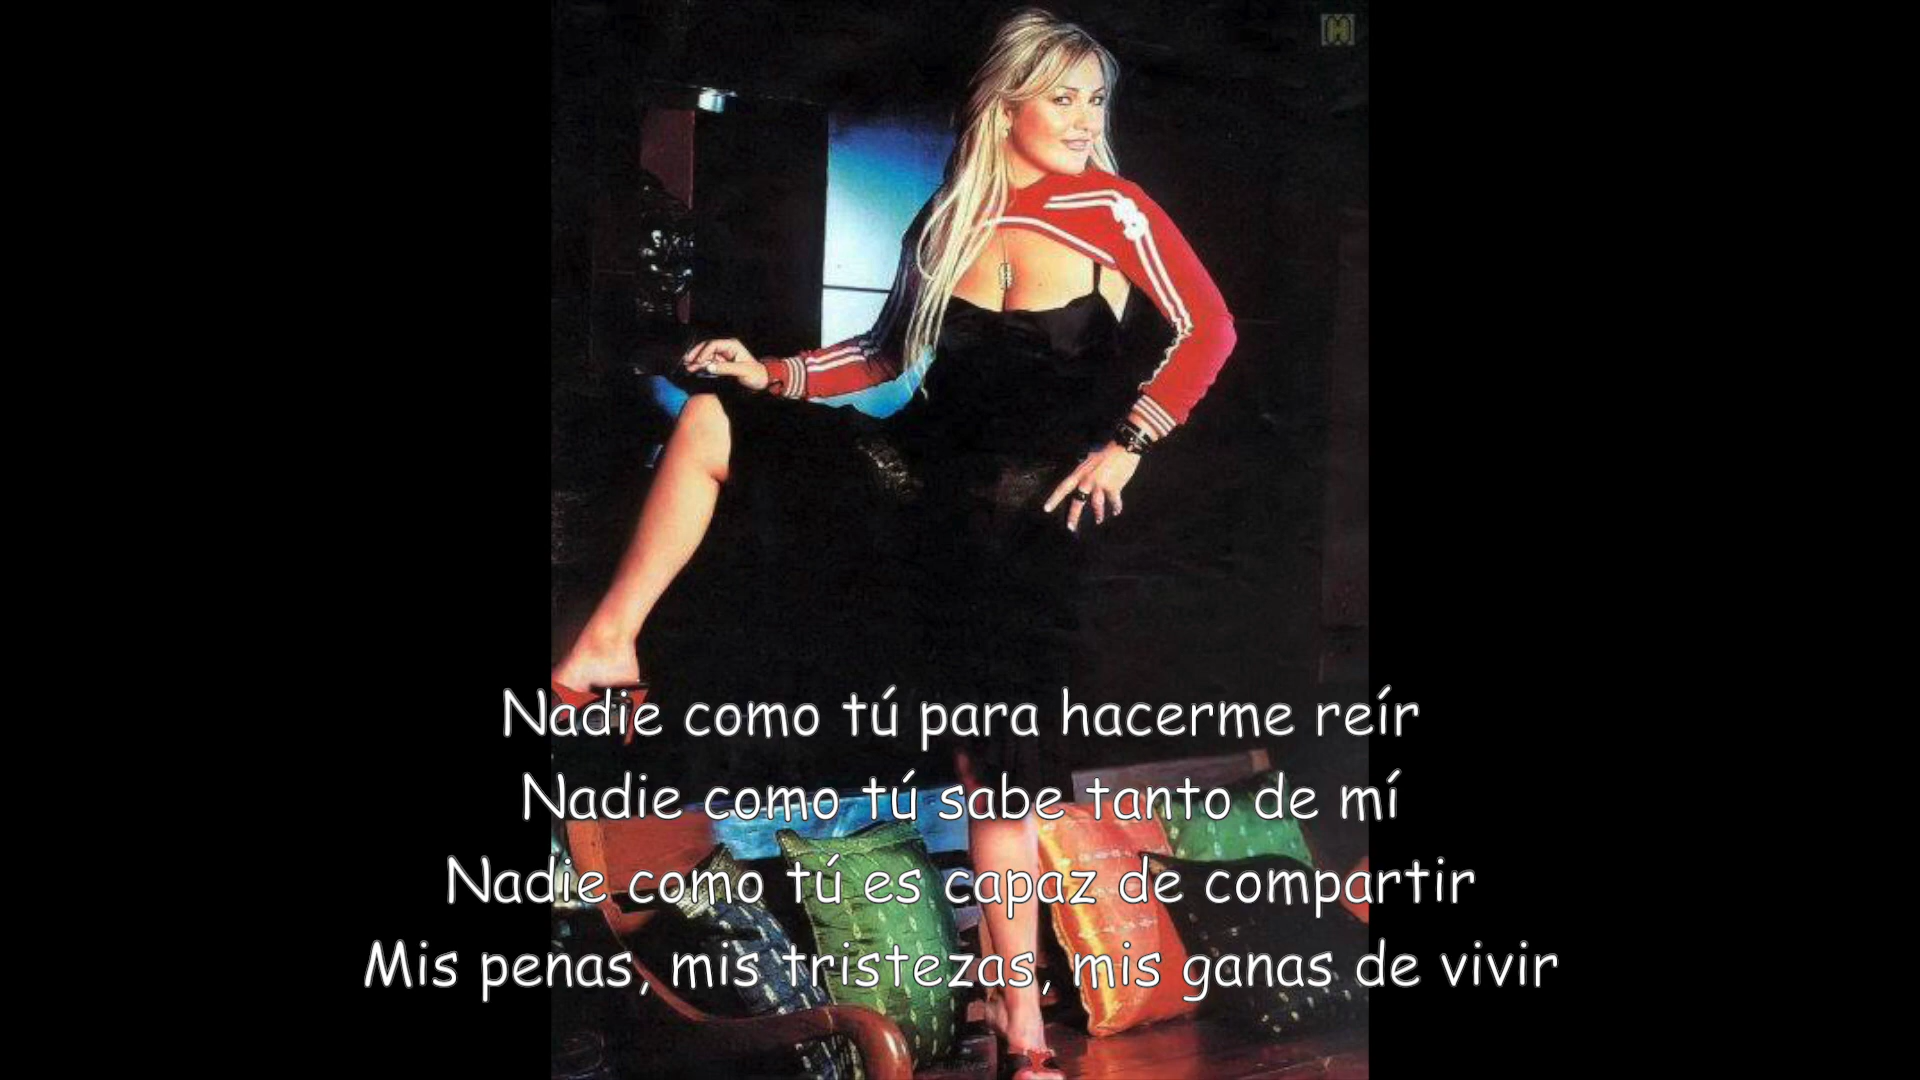 Nadie como tú para hacerme reír
Nadie como tú sabe tanto de mí
Nadie como tú es capaz de compartir
Mis penas, mis tristezas, mis ganas de vivir